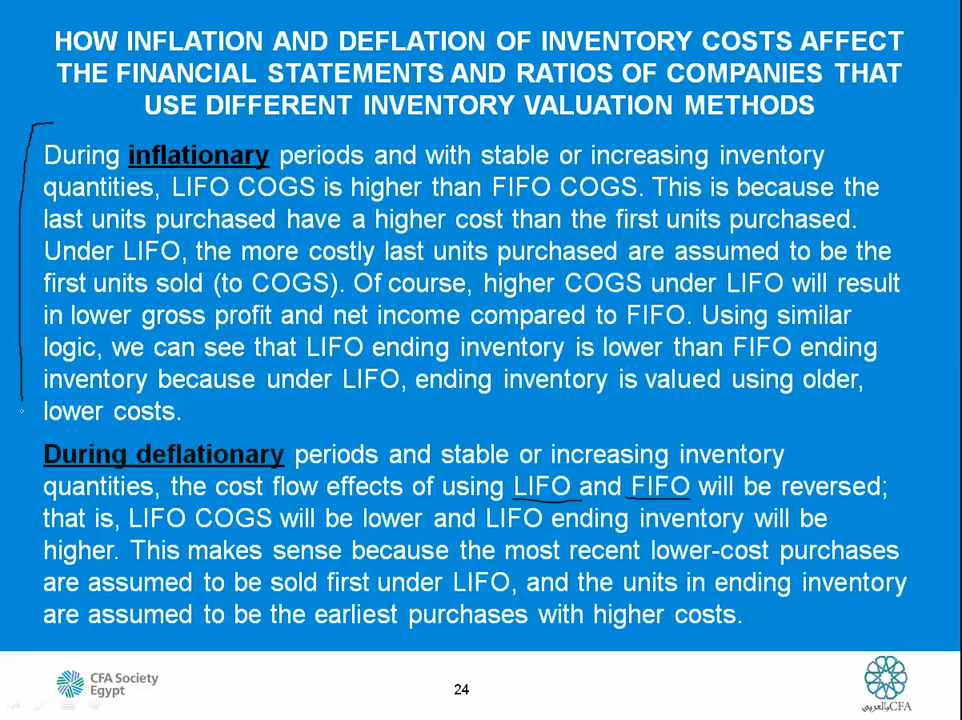 HOW INFLATION AND DEFLATION OF INVENTORY COSTS AFFECT
THE FINANCIAL STATEMENTS AND RATIOS OF COMPANIES THAT
USE DIFFERENT INVENTORY VALUATION METHODS
During inflationary periods and with stable or increasing inventory
quantities, LIFO COGS is higher than FIFO COGS. This is because the
last units purchased have a higher cost than the first units purchased.
Under LIFO, the more costly last units purchased are assumed to be the
first units sold (to COGS). Of course, higher COGS under LIFO will result
in lower gross profit and net income compared to FIFO. Using similar
logic, we can see that LIFO ending inventory is lower than FIFO ending
inventory because under LIFO, ending inventory is valued using older,
lower costs.
During deflationary periods and stable or increasing inventory
quantities, the cost flow effects of using LIFO and FIFO will be reversed;
that is, LIFO COGS will be lower and LIFO ending inventory will be
higher. This makes sense because the most recent lower-cost purchases
are assumed to be sold first under LIFO, and the units in ending inventory
are assumed to be the earliest purchases with higher costs.
CFA Society
Egypt
24
CFA بالعربي